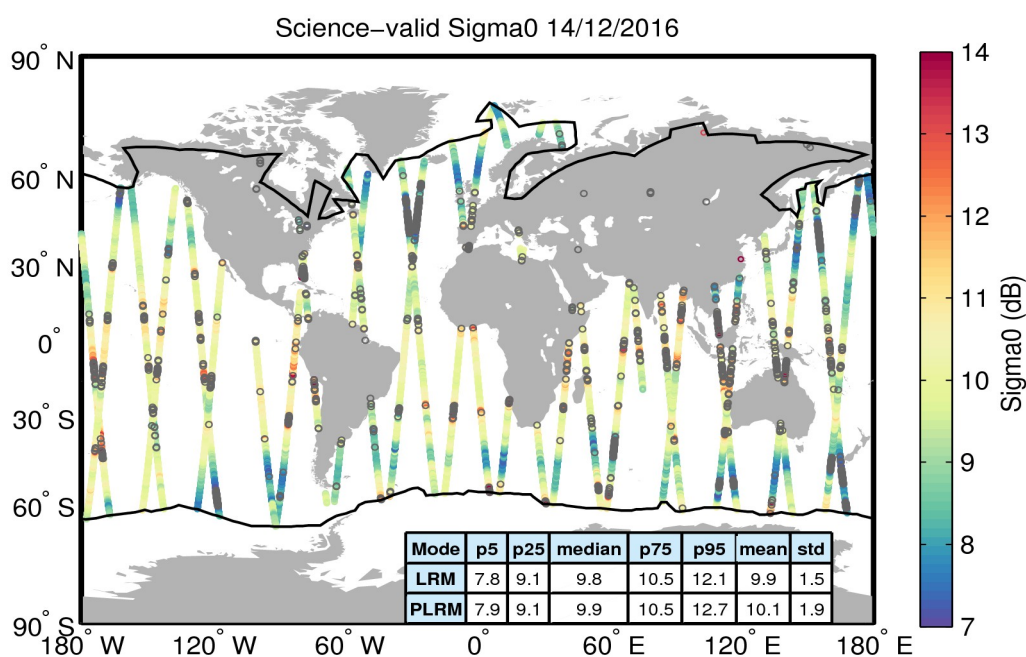 Science−valid Sigma0 14/12/2016
90° N
60° N
30° N
0°
30° S
60° S
90° S
180° W
120° W
60° W
0°
60° E
120° E
180° E
14
13
12
11
10
9
8
7
Sigma0 (dB)
Mode p5 p25 median p75 p95 mean std
LRM 7.8 9.1 9.8 10.5 12.1 9.9 1.5
PLRM 7.9 9.1 9.9 10.5 12.7 10.1 1.9